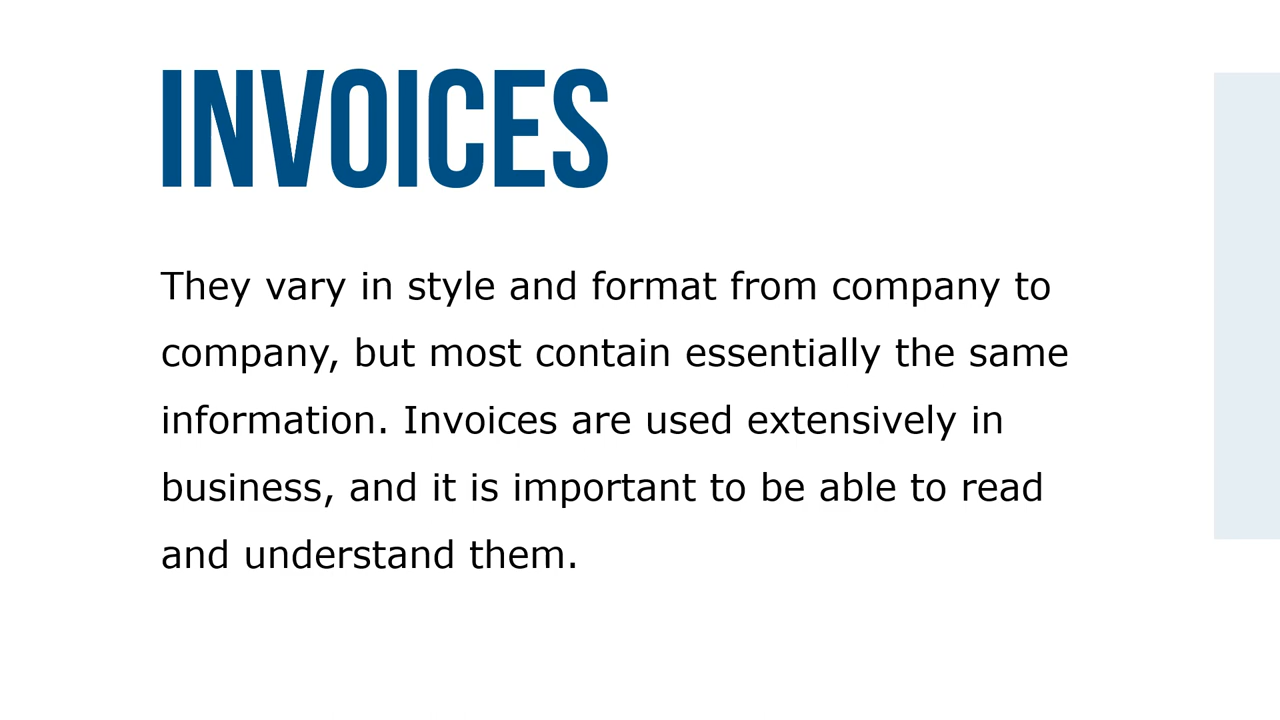 INVOICES
They vary in style and format from company to
company, but most contain essentially the same
information. Invoices are used extensively in
business, and it is important to be able to read
and understand them.